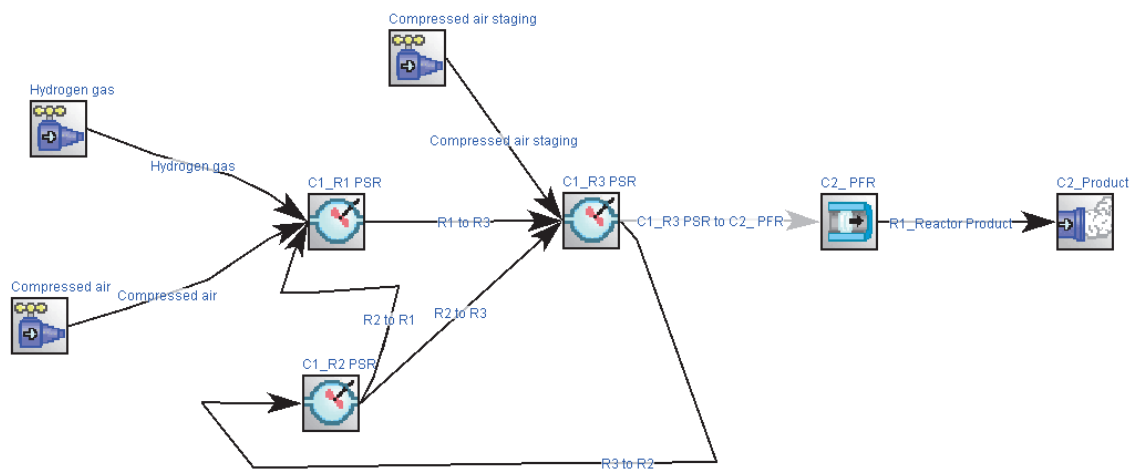 Compressed air staging
Hydrogen gas
Compressed air staging
Hydrogen gas
C1_R1 PSR
C1_R3 PSR
C2_ PFR
C2_Product
R1 to R3
C1_R3 PSR to C2_ PFR
R1_Reactor Product
Compressed air
Compressed air
R2 to R1
R2 to R3
C1_R2 PSR
R3 to R2